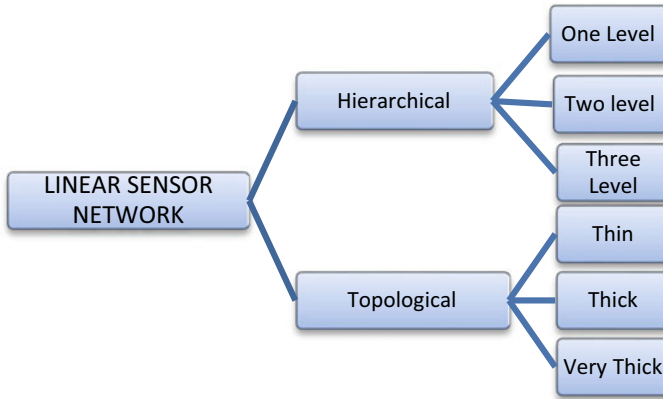 LINEAR SENSOR
NETWORK
Hierarchical
One Level
Two level
Three
Level
Topological
Thin
Thick
Very Thick